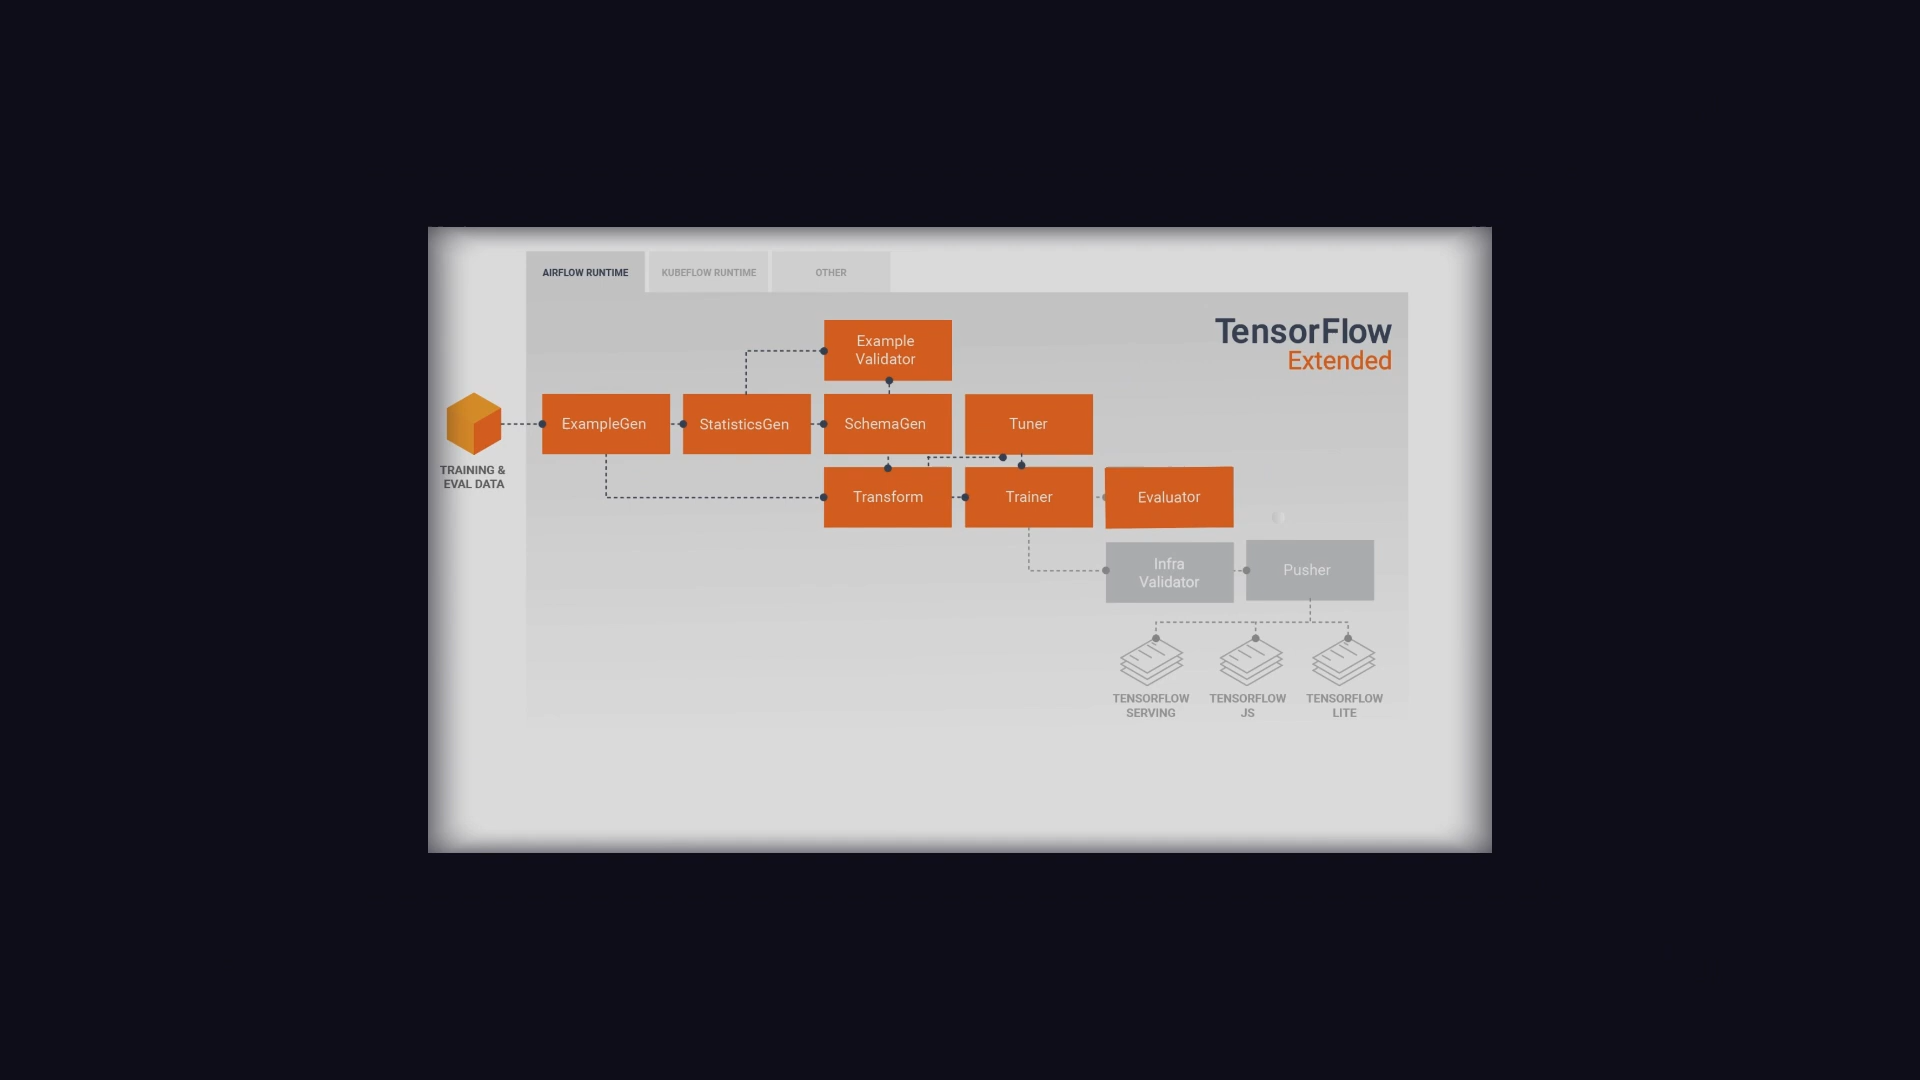 AIRFLOW RUNTIME
KUBEFLOW RUNTIME
OTHER
TensorFlow
Extended
Example
Validator
ExampleGen
StatisticsGen
SchemaGen
Tuner
TRAINING &
EVAL DATA
Transform
Trainer
Evaluator
Infra
Validator
Pusher
TENSORFLOW
SERVING
TENSORFLOW
JS
TENSORFLOW
LITE